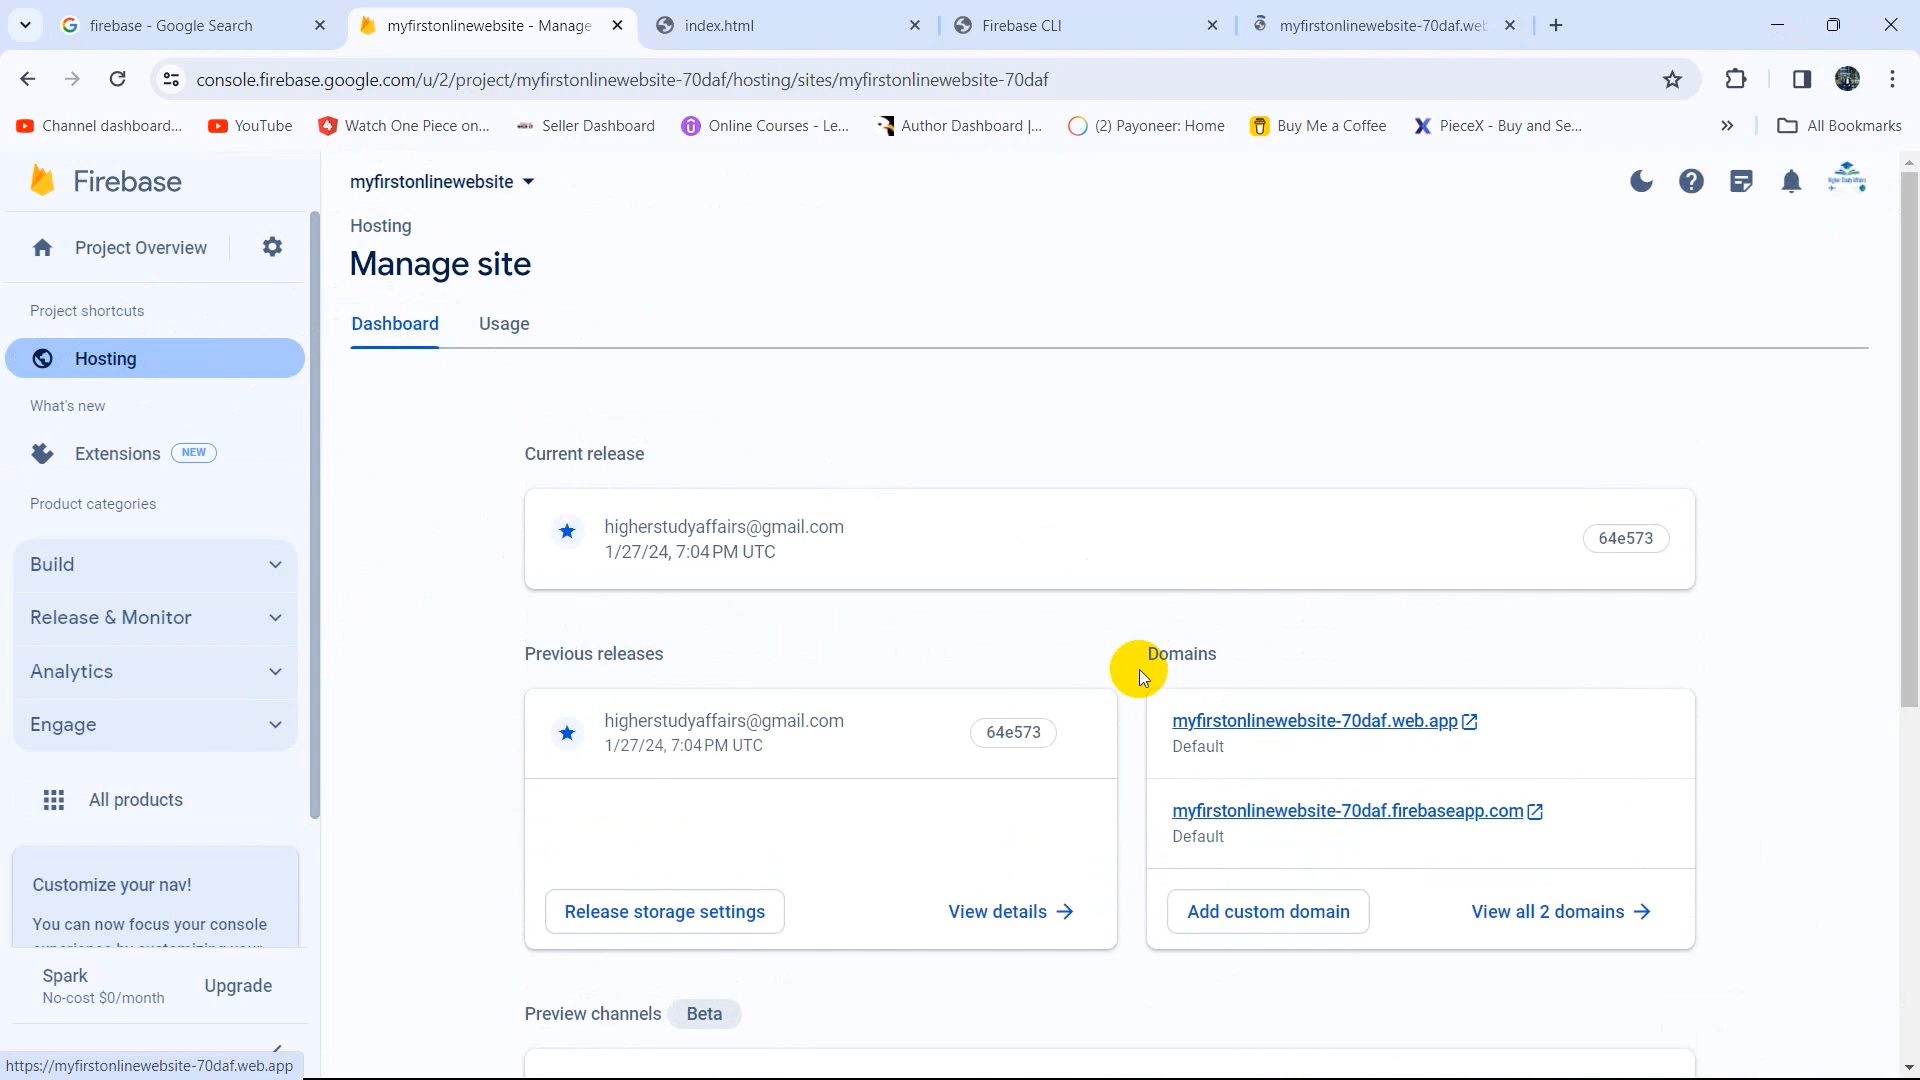 firebase - Google Search
myfirstonlinewebsite - Manage
index.html
Firebase CLI
myfirstonlinewebsite-70daf.wel
console.firebase.google.com/u/2/project/myfirstonlinewebsite-70daf/hosting/sites/myfirstonlinewebsite-70daf
Channel dashboard...
YouTube
Watch One Piece on...
Seller Dashboard
Online Courses - Le...
Author Dashboard |...
(2) Payoneer: Home
Buy Me a Coffee
PieceX - Buy and Se...
All Bookmarks
Firebase
myfirstonlinewebsite
Hosting
Manage site
Project Overview
Dashboard
Usage
Project shortcuts
Hosting
What's new
Extensions NEW
Product categories
Build
Release & Monitor
Analytics
Engage
All products
Customize your nav!
You can now focus your console
Spark
No-cost $0/month
Upgrade
https://myfirstonlinewebsite-70daf.web.app
Current release
higherstudyaffairs@gmail.com
1/27/24, 7:04 PM UTC
64e573
Previous releases
higherstudyaffairs@gmail.com
1/27/24, 7:04 PM UTC
64e573
Release storage settings
View details
Domains
myfirstonlinewebsite-70daf.web.app
Default
myfirstonlinewebsite-70daf.firebaseapp.com
Default
Add custom domain
View all 2 domains
Preview channels Beta